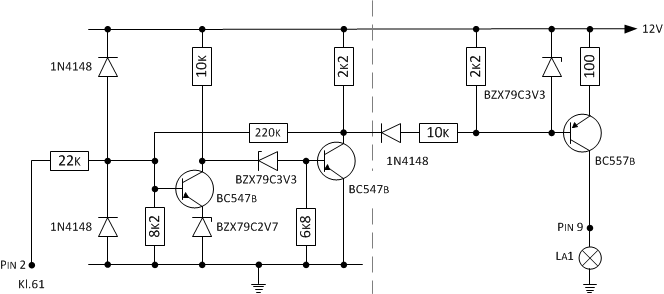 12V
1N4148
10K
2K2
2K2
BZX79C3V3
100
22K
220K
10K
1N4148
BC557B
BZX79C3V3
BC547B
BC547B
1N4148
8K2
BZX79C2V7
6K8
PIN 9
PIN 2
Kl.61
LA1